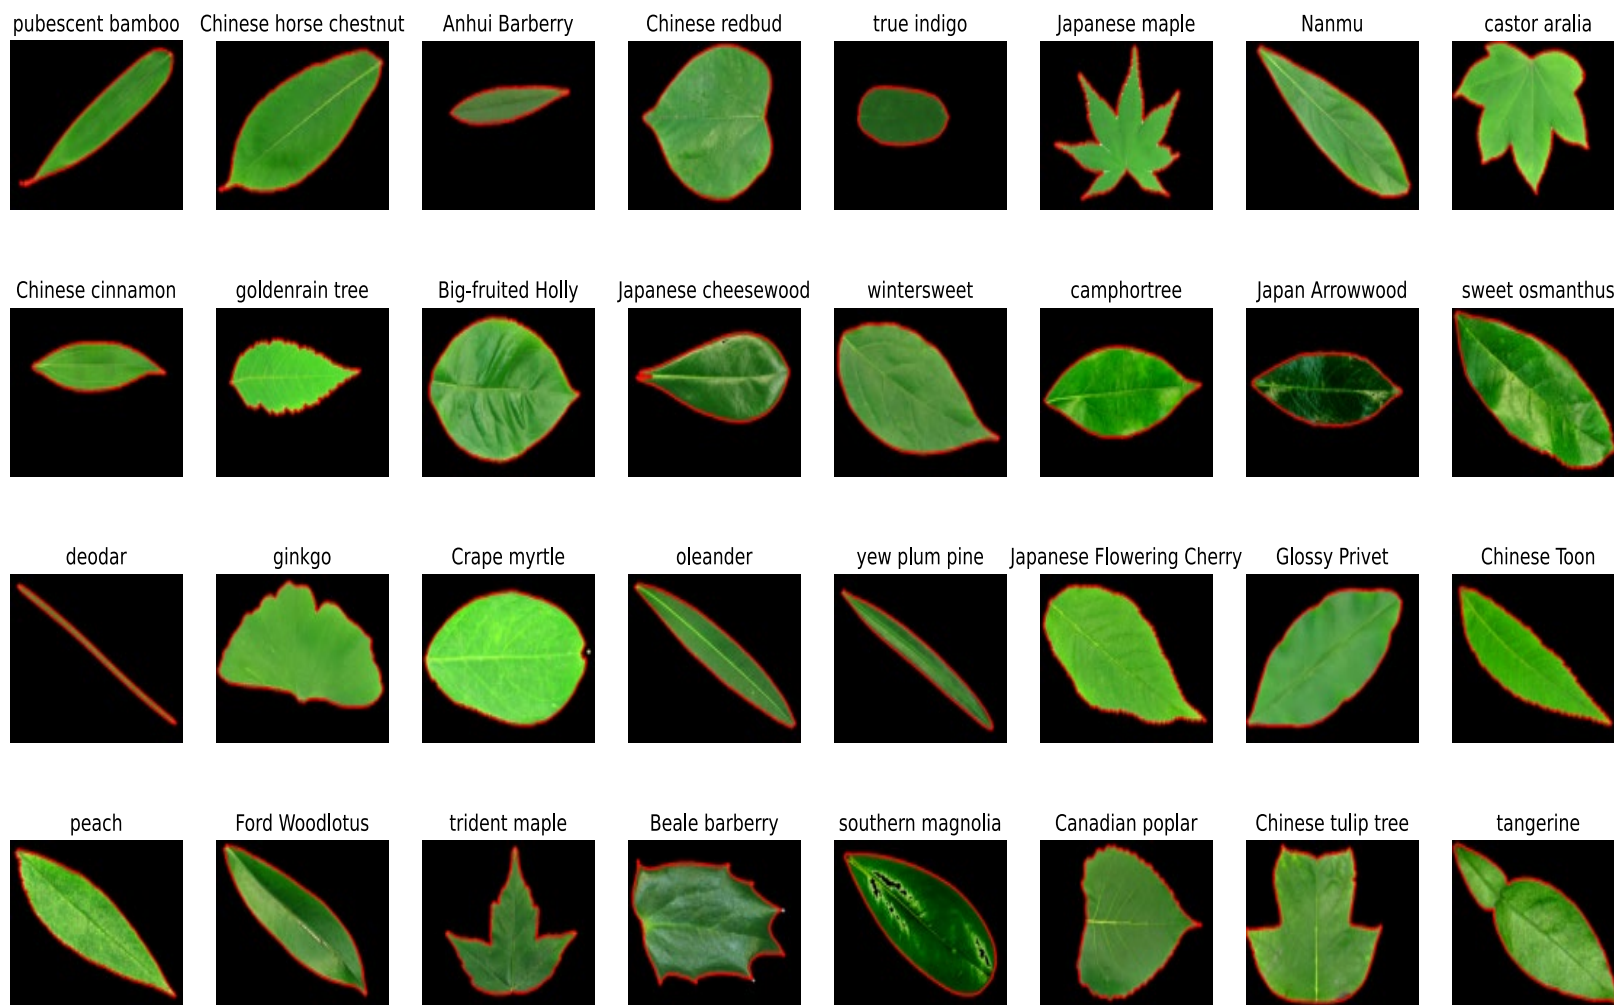 pubescent bamboo
Chinese horse chestnut
Anhui Barberry
Chinese redbud
true indigo
Japanese maple
Nanmu
castor aralia
Chinese cinnamon
goldenrain tree
Big-fruited Holly
Japanese cheesewood
wintersweet
camphortree
Japan Arrowwood
sweet osmanthus
deodar
ginkgo
Crape myrtle
oleander
yew plum pine
Japanese Flowering Cherry
Glossy Privet
Chinese Toon
peach
Ford Woodlotus
trident maple
Beale barberry
southern magnolia
Canadian poplar
Chinese tulip tree
tangerine